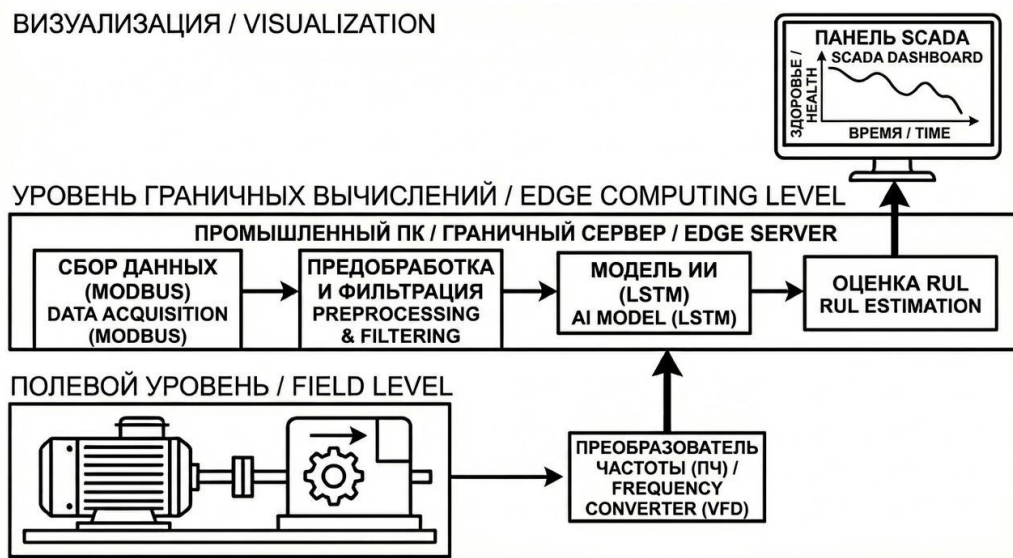 ВИЗУАЛИЗАЦИЯ / VISUALIZATION
ПАНЕЛЬ SCADA
SCADA DASHBOARD
ЗДОРОВЬЕ /
HEALTH
ВРЕМЯ / TIME
УРОВЕНЬ ГРАНИЧНЫХ ВЫЧИСЛЕНИЙ / EDGE COMPUTING LEVEL
ПРОМЫШЛЕННЫЙ ПК / ГРАНИЧНЫЙ СЕРВЕР / EDGE SERVER
СБОР ДАННЫХ
(MODBUS)
DATA ACQUISITION
(MODBUS)
ПРЕДОБРАБОТКА
И ФИЛЬТРАЦИЯ
PREPROCESSING
& FILTERING
МОДЕЛЬ ИИ
(LSTM)
AI MODEL (LSTM)
ОЦЕНКА RUL
RUL ESTIMATION
ПОЛЕВОЙ УРОВЕНЬ / FIELD LEVEL
ПРЕОБРАЗОВАТЕЛЬ
ЧАСТОТЫ (ПЧ) /
FREQUENCY
CONVERTER (VFD)